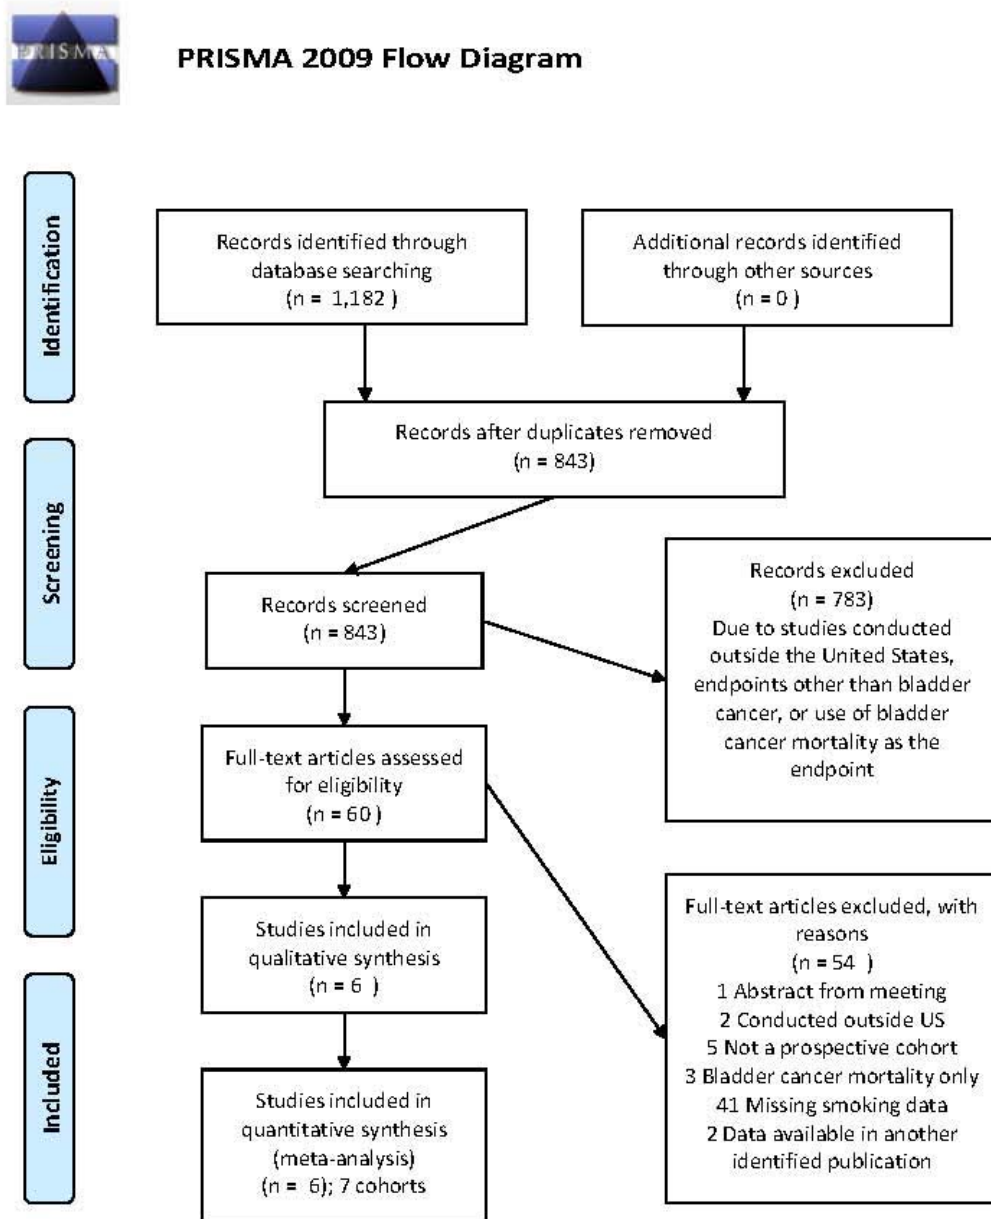 PRISMA
PRISMA 2009 Flow Diagram
Identification
Records identified through
database searching
(n = 1,182 )
Additional records identified
through other sources
(n = 0 )
Records after duplicates removed
(n = 843)
Screening
Records screened
(n = 843)
Records excluded
(n = 783)
Due to studies conducted
outside the United States,
endpoints other than bladder
cancer, or use of bladder
cancer mortality as the
endpoint
Eligibility
Full-text articles assessed
for eligibility
(n = 60 )
Full-text articles excluded, with
reasons
(n = 54 )
1 Abstract from meeting
2 Conducted outside US
5 Not a prospective cohort
3 Bladder cancer mortality only
41 Missing smoking data
2 Data available in another
identified publication
Studies included in
qualitative synthesis
(n = 6 )
Included
Studies included in
quantitative synthesis
(meta-analysis)
(n = 6); 7 cohorts